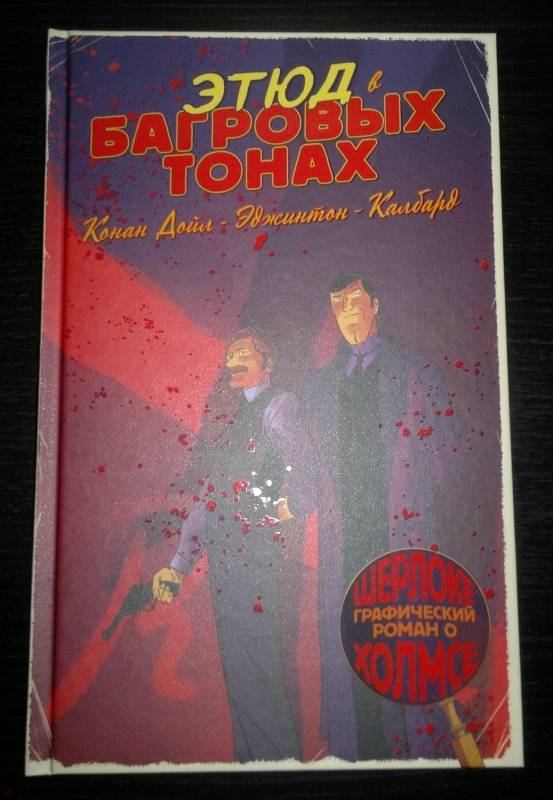 ЭТЮД в
БАГРОВЫХ
ТОНАХ
Конан Дойл - Эджинтон - Калбард
ШЕРЛОКЕ
ГРАФИЧЕСКИЙ
РОМАН О
ХОЛМСЕ